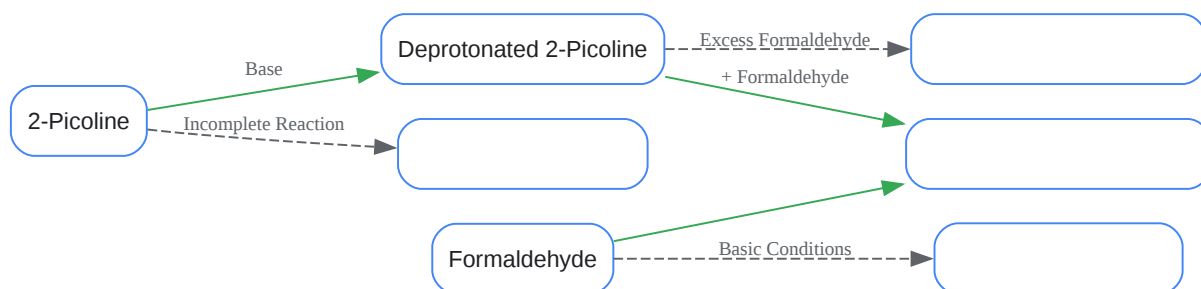 Deprotonated 2-Picoline
Excess Formaldehyde
Base
+ Formaldehyde
2-Picoline
Incomplete Reaction
Formaldehyde
Basic Conditions